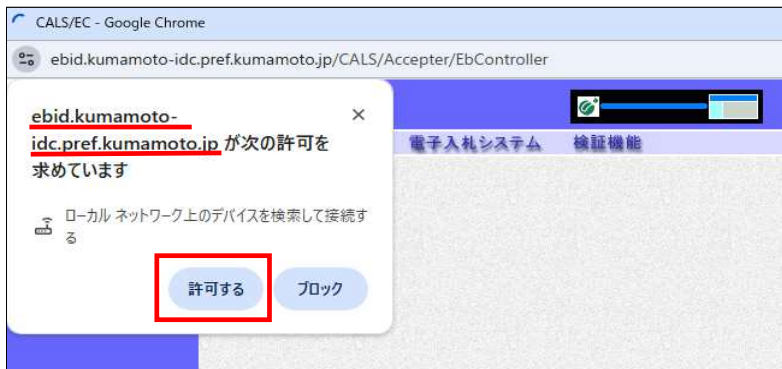 CALS/EC - Google Chrome
ebid.kumamoto-idc.pref.kumamoto.jp/CALS/Accepter/EbController
ebid.kumamoto-
idc.pref.kumamoto.jp が次の許可を
求めています
ローカル ネットワーク上のデバイスを検索して接続す
る
許可する ブロック
電子入札システム 検証機能